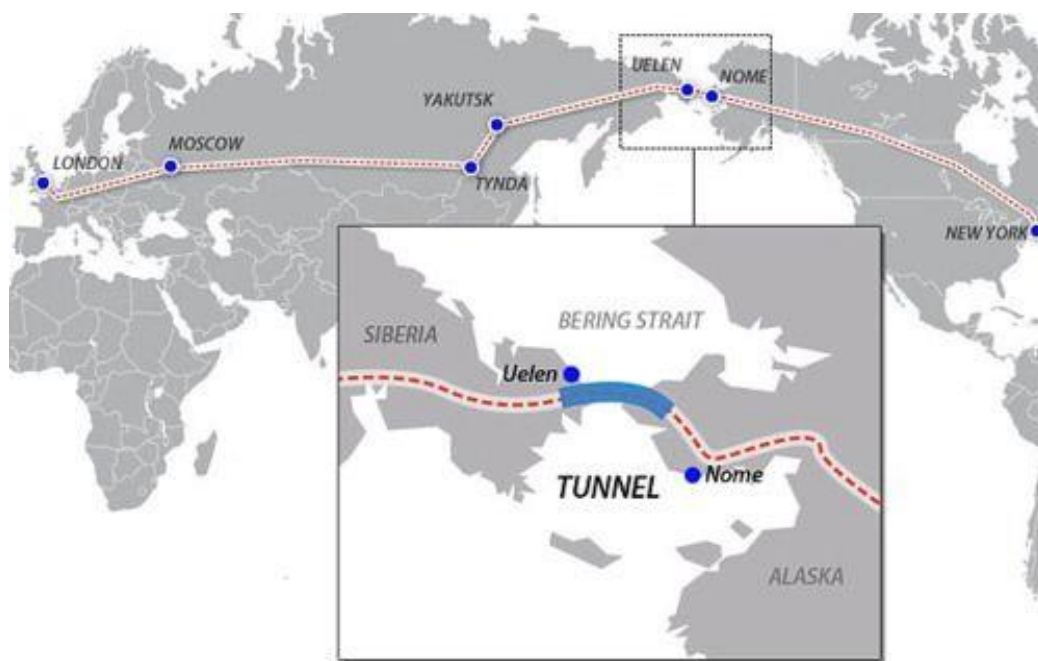 UELEN
NOME
YAKUTSK
MOSCOW
LONDON
TYNDA
NEW YORK
BERING STRAIT
SIBERIA
Uelen
TUNNEL
Nome
ALASKA